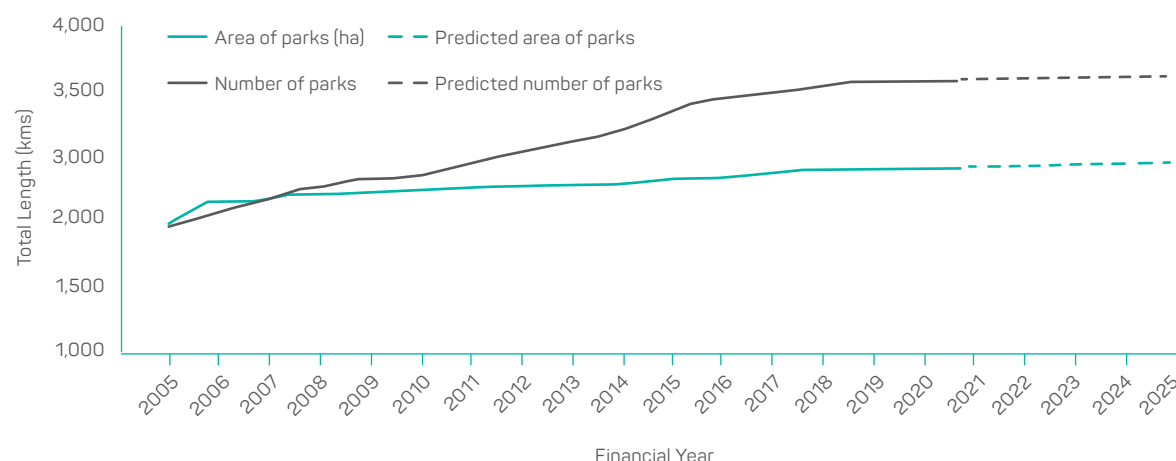 4,000
Area of parks (ha) Predicted area of parks
Number of parks Predicted number of parks
3,500
3,000
2,000
1,500
1,000
Total Length (kms)
2005 2006 2007 2008 2009 2010 2011 2012 2013 2014 2015 2016 2017 2018 2019 2020 2021 2022 2023 2024 2025
Financial Year